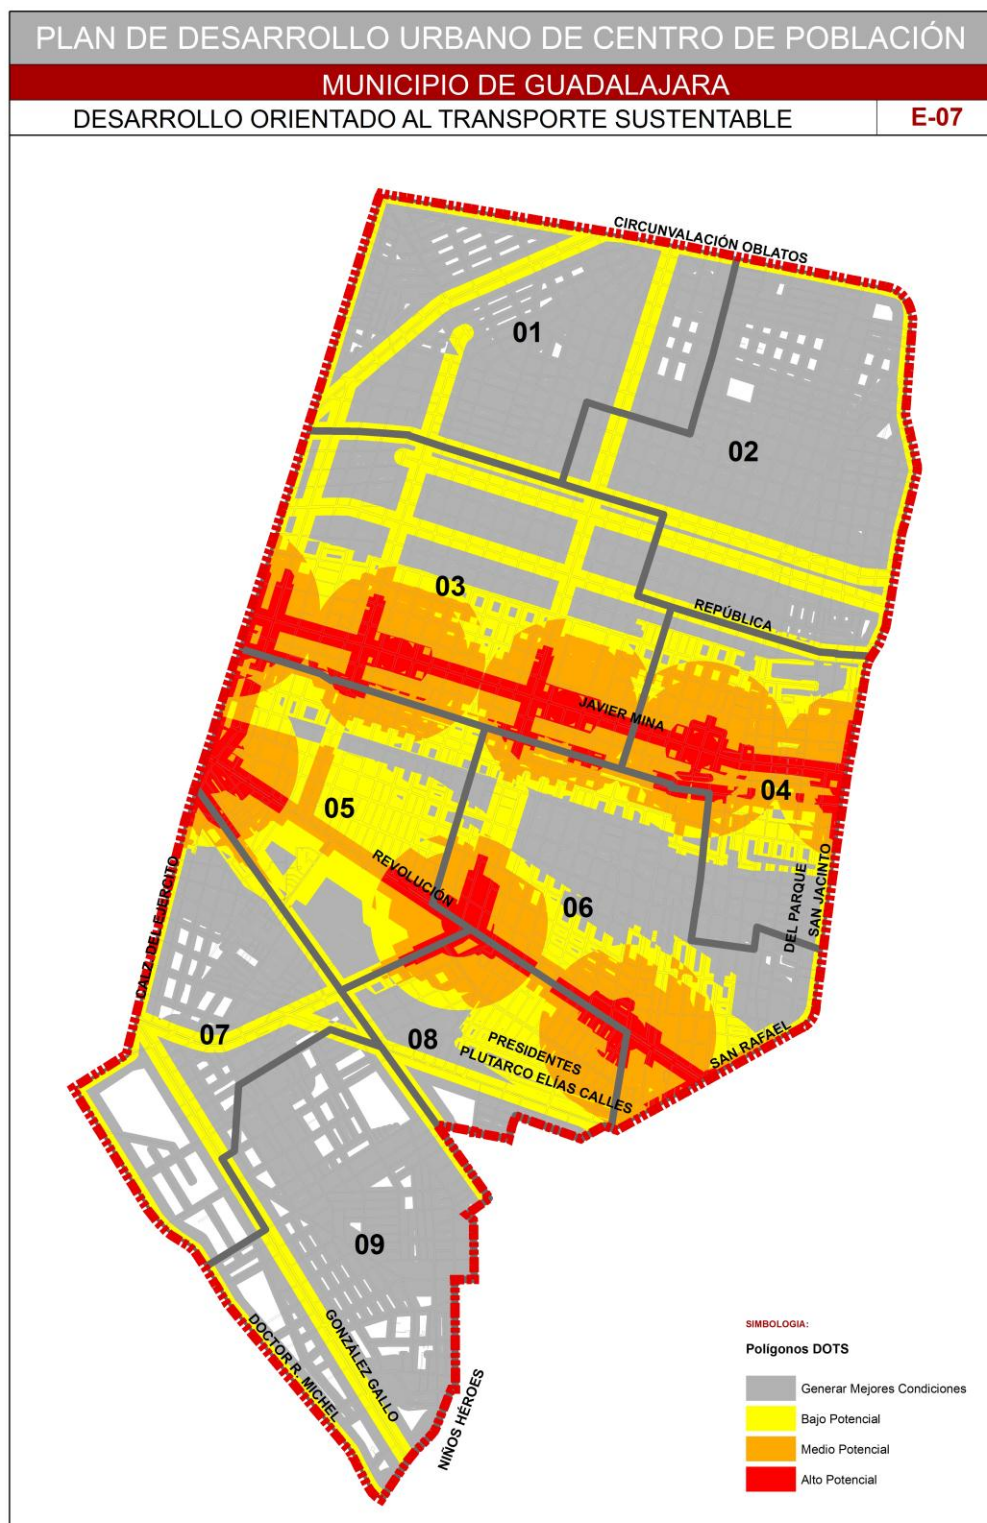 PLAN DE DESARROLLO URBANO DE CENTRO DE POBLACIÓN
MUNICIPIO DE GUADALAJARA
DESARROLLO ORIENTADO AL TRANSPORTE SUSTENTABLE
E-07
CIRCUNVALACIÓN OBLATOS
01
02
03
REPÚBLICA
JAVIER MINA
04
05
REVOLUCIÓN
06
DEL PARQUE
SAN JACINTO
CALZ DEL EJERCITO
07
08
PRESIDENTES
PLUTARCO ELÍAS CALLES
SAN RAFAEL
09
DOCTOR R. MICHEL
GONZÁLEZ GALLO
NIÑOS HÉROES
SIMBOLOGIA:
Polígonos DOTS
Generar Mejores Condiciones
Bajo Potencial
Medio Potencial
Alto Potencial